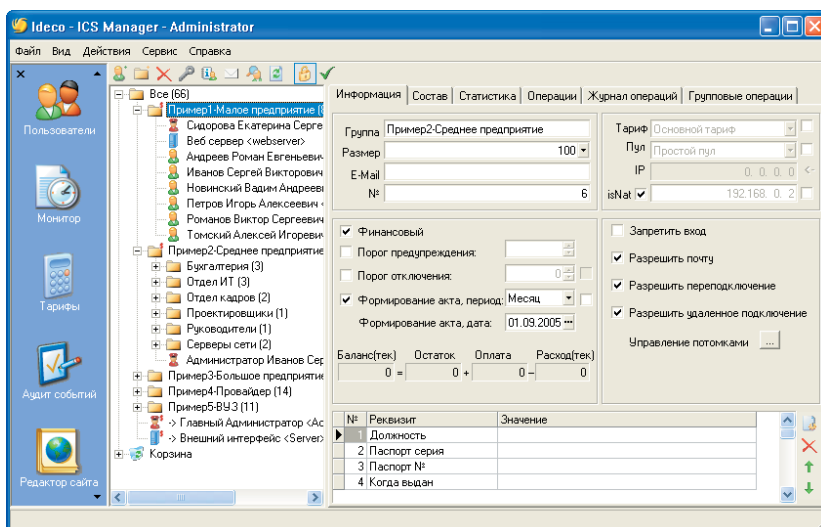 Ideco - ICS Manager - Administrator
Файл Вид Действия Сервис Справка
Пользователи
Монитор
Тарифы
Аудит событий
Редактор сайта
Все (66)
Пример1-Малое предприятие (8
Сидорова Екатерина Серге
Веб сервер <webserver>
Андреев Роман Евгеньевич
Иванов Сергей Викторович
Новинский Вадим Андрееви
Петров Игорь Алексеевич
Романов Виктор Сергеевич
Томский Алексей Игоревич
Пример2-Среднее предприятие
Бухгалтерия (3)
Отдел ИТ (3)
Отдел кадров (2)
Проектировщики (1)
Руководители (1)
Серверы сети (2)
Администратор Иванов Сер
Пример3-Большое предприятие
Пример4-Провайдер (14)
Пример5-ВУЗ (11)
-> Главный Администратор <Ас
-> Внешний интерфейс <Server>
Корзина
Информация Состав Статистика Операции Журнал операций Групповые операции
Группа Пример2-Среднее предприятие
Размер 100
E-Mail
№ 6
Тариф Основной тариф
Пул Простой пул
IP 0. 0. 0. 0 <-
isNat 192.168. 0. 2
Финансовый
Порог предупреждения:
Порог отключения: 0
Формирование акта, период: Месяц
Формирование акта, дата: 01.09.2005
Баланс(тек) Остаток Оплата Расход(тек)
0 = 0 + 0 - 0
Запретить вход
Разрешить почту
Разрешить переподключение
Разрешить удаленное подключение
Управление потомками ...
№ Реквизит Значение
1 Должность
2 Паспорт серия
3 Паспорт №
4 Когда выдан